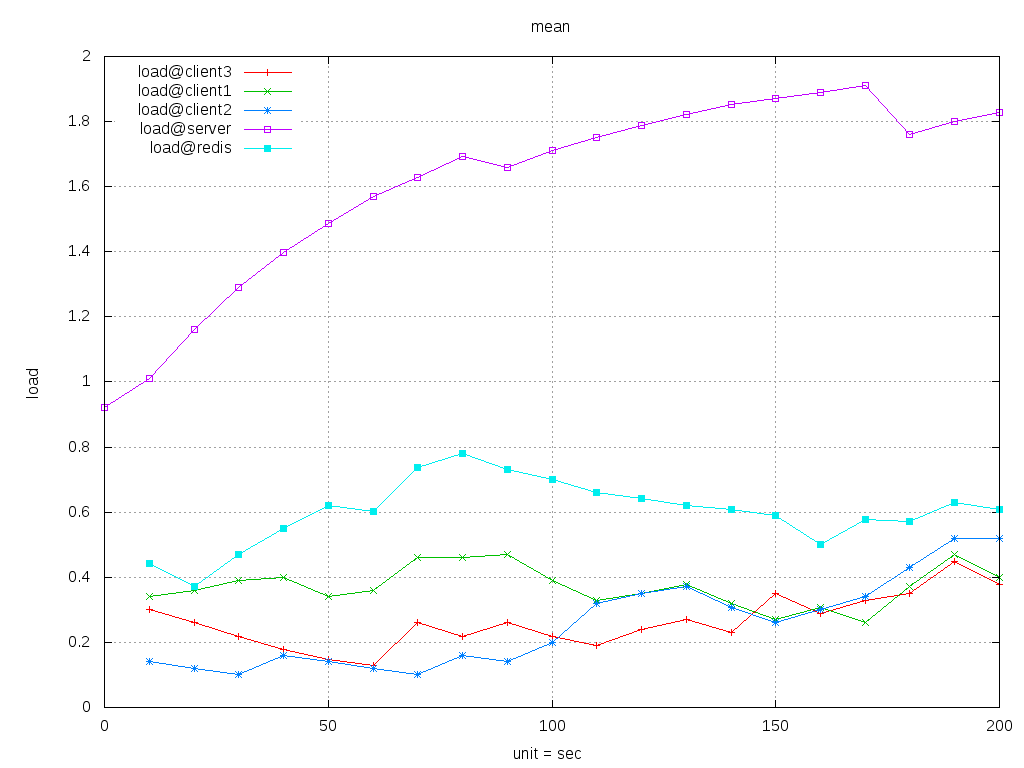 mean
load@client3
load@client1
load@client2
load@server
load@redis
2
1.8
1.6
1.4
1.2
1
0.8
0.6
0.4
0.2
0
load
0 50 100 150 200
unit = sec